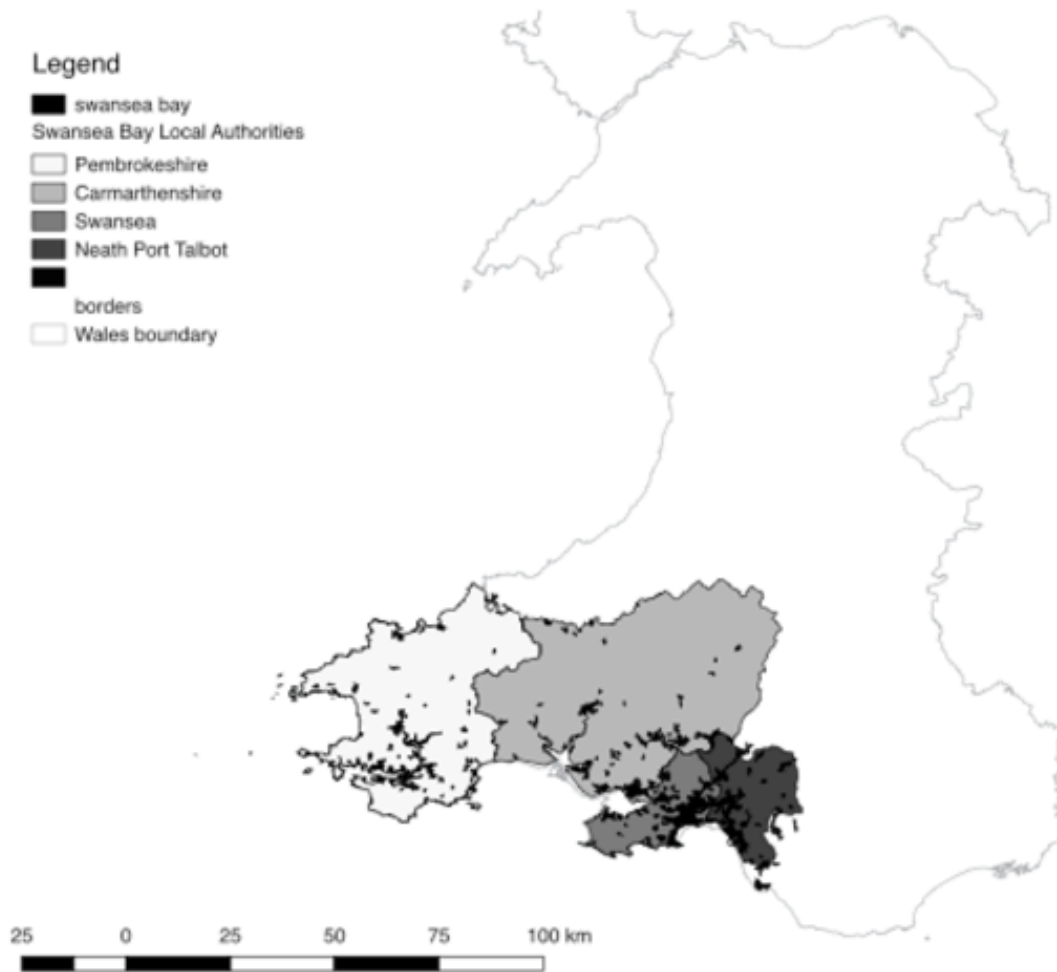 Legend
swansea bay
Swansea Bay Local Authorities
Pembrokeshire
Carmarthenshire
Swansea
Neath Port Talbot
borders
Wales boundary
25 0 25 50 75 100 km